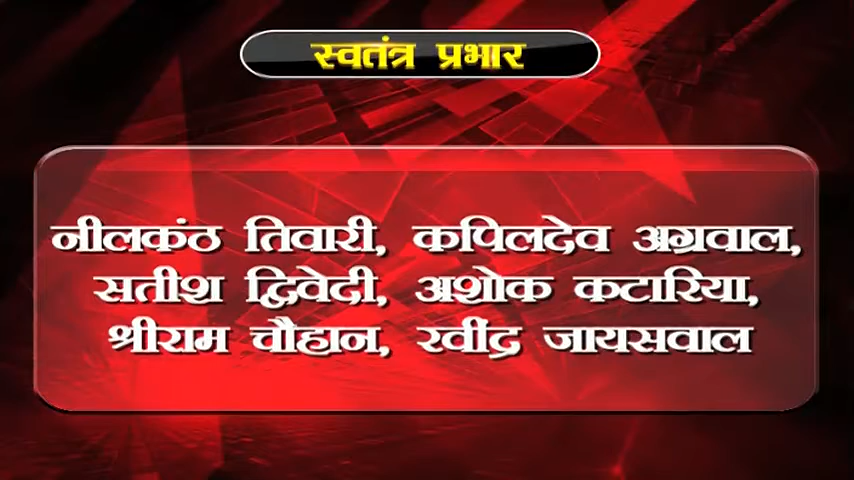 स्वतंत्र प्रभार
नीलकंठ तिवारी, कपिलदेव अग्रवाल,
सतीश द्विवेदी, अशोक कटारिया,
श्रीराम चौहान, रवींद्र जायसवाल